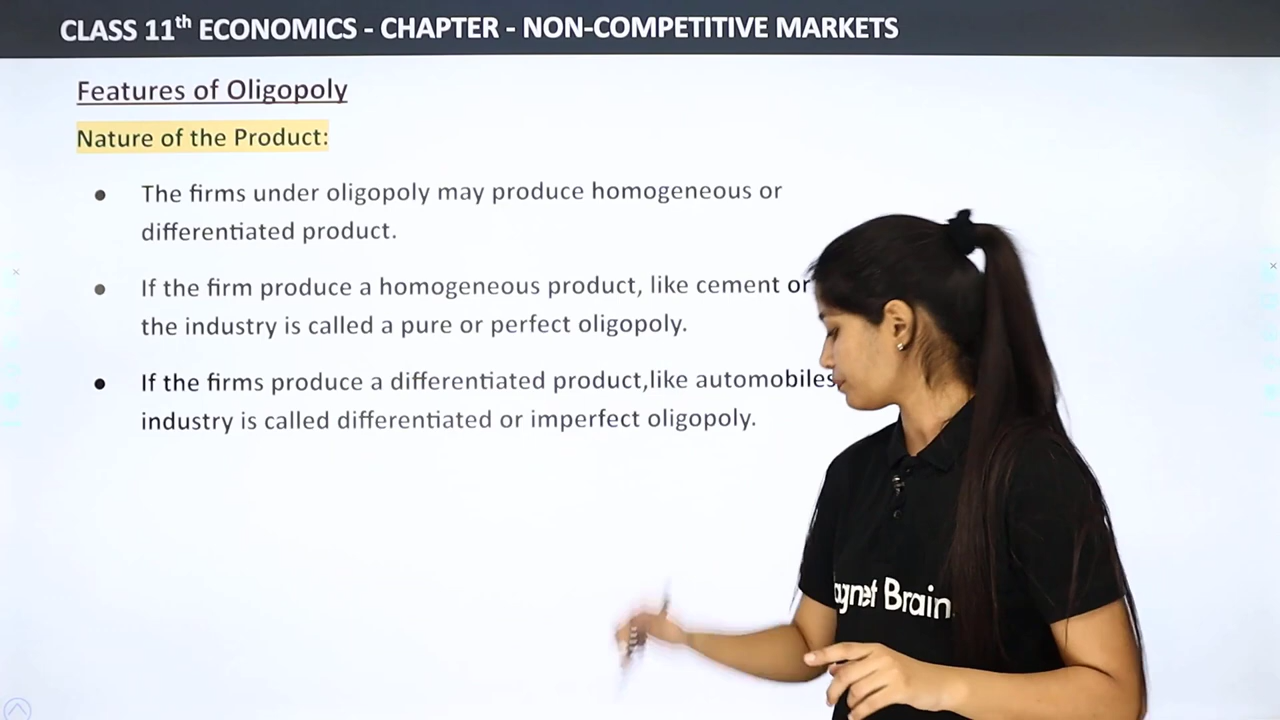 CLASS 11th ECONOMICS - CHAPTER - NON-COMPETITIVE MARKETS
Features of Oligopoly
Nature of the Product:
● The firms under oligopoly may produce homogeneous or
differentiated product.
● If the firm produce a homogeneous product, like cement or
the industry is called a pure or perfect oligopoly.
● If the firms produce a differentiated product,like automobiles
industry is called differentiated or imperfect oligopoly.
agnet Brain